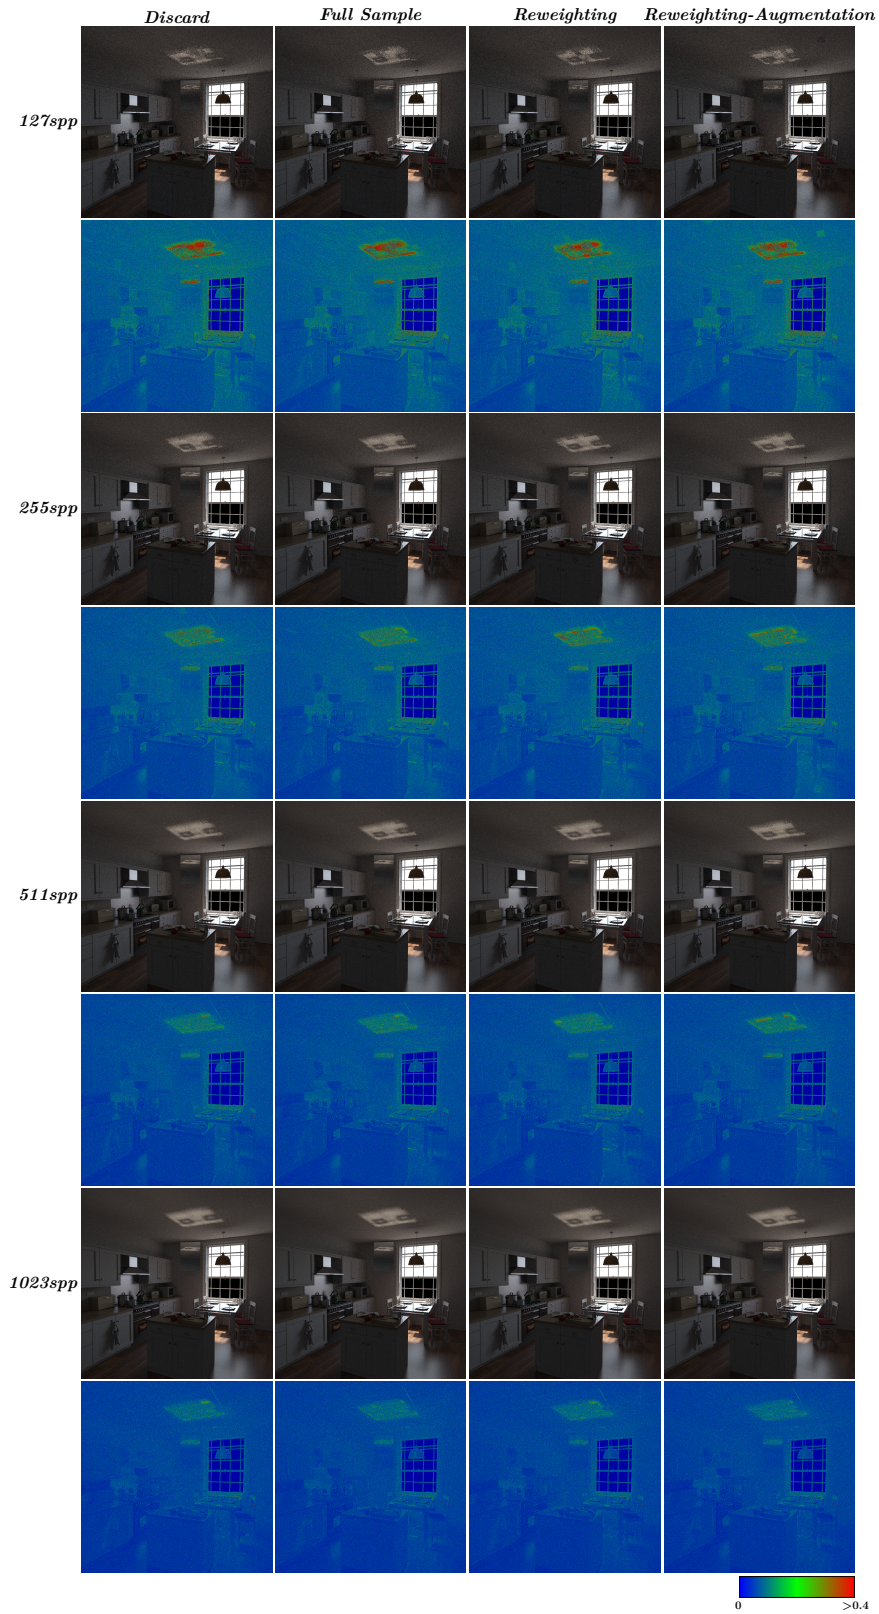 Discard Full Sample Reweighting Reweighting-Augmentation
127spp
255spp
511spp
1023spp
0 >0.4